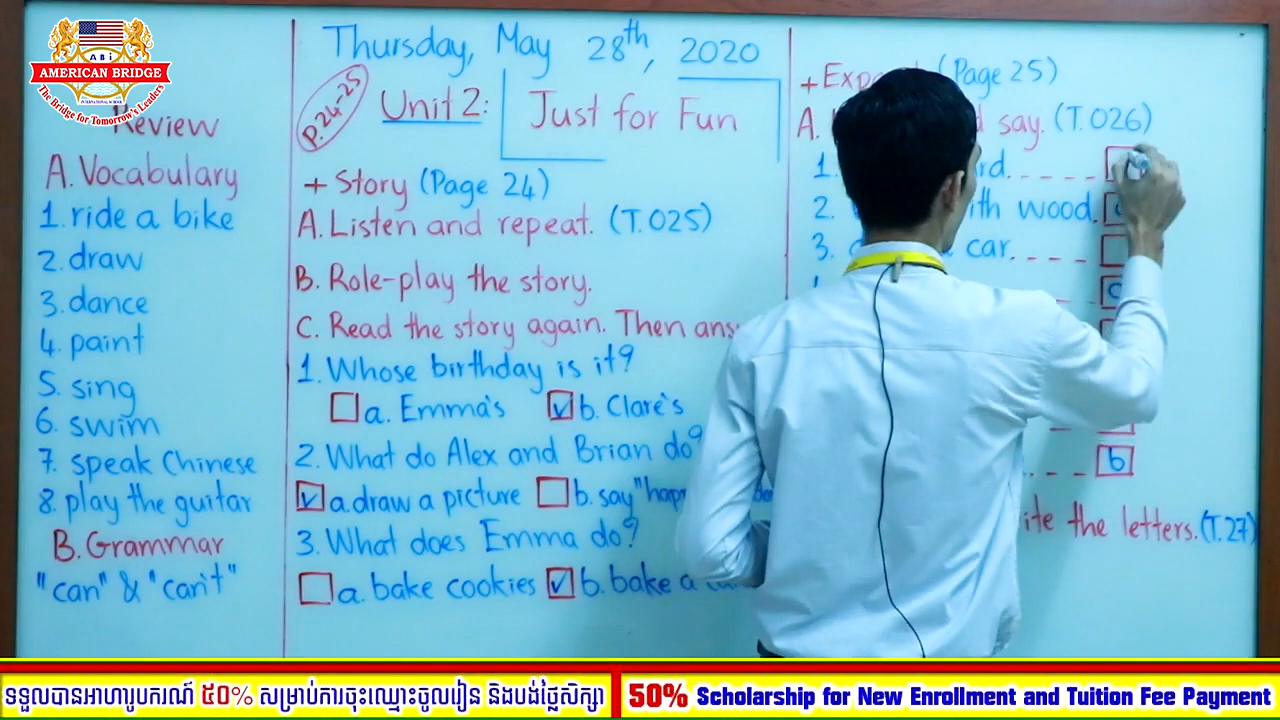 ABi
AMERICAN BRIDGE
INTERNATIONAL SCHOOL
The Bridge for Tomorrow's Leaders
Review
A. Vocabulary
1. ride a bike
2. draw
3. dance
4. paint
5. sing
6. swim
7. speak Chinese
8. play the guitar
B. Grammar
"can" & "can't"
Thursday, May 28th, 2020
P.24-25
Unit 2: Just for Fun
+ Story (Page 24)
A. Listen and repeat. (T.025)
B. Role-play the story.
C. Read the story again. Then
1. Whose birthday is it?
a. Emma's b. Clare's
2. What do Alex and Brian do?
a. draw a picture b. say
3. What does Emma do?
a. bake cookies b. bake a
+ (Page 25)
A. say. (T.026)
1.
2. with wood.
3. car.
b
the letters. (T.27)
ទទួលបានអាហារូបករណ៍ ៥០% សម្រាប់ការចុះឈ្មោះចូលរៀន និងបង់ថ្លៃសិក្សា
50% Scholarship for New Enrollment and Tuition Fee Payment